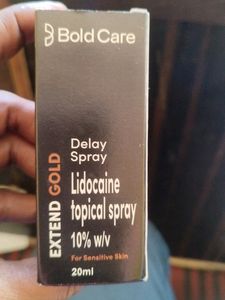 Bold Care
EXTEND GOLD
Delay
Spray
Lidocaine
topical spray
10% w/v
For Sensitive Skin
20ml